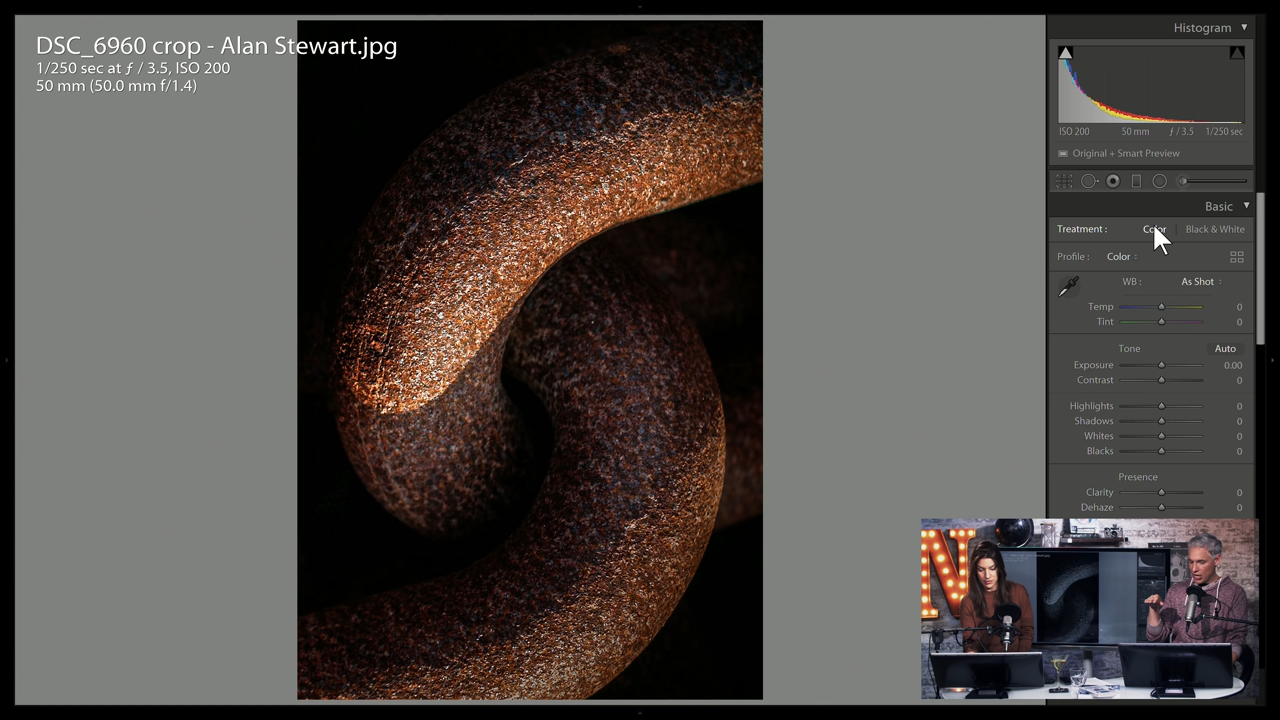 DSC_6960 crop - Alan Stewart.jpg
1/250 sec at ƒ / 3.5, ISO 200
50 mm (50.0 mm f/1.4)
Histogram
ISO 200 50 mm ƒ / 3.5 1/250 sec
Original + Smart Preview
Basic
Treatment : Color Black & White
Profile : Color
WB : As Shot
Temp 0
Tint 0
Tone Auto
Exposure 0.00
Contrast 0
Highlights 0
Shadows 0
Whites 0
Blacks 0
Presence
Clarity 0
Dehaze 0
N